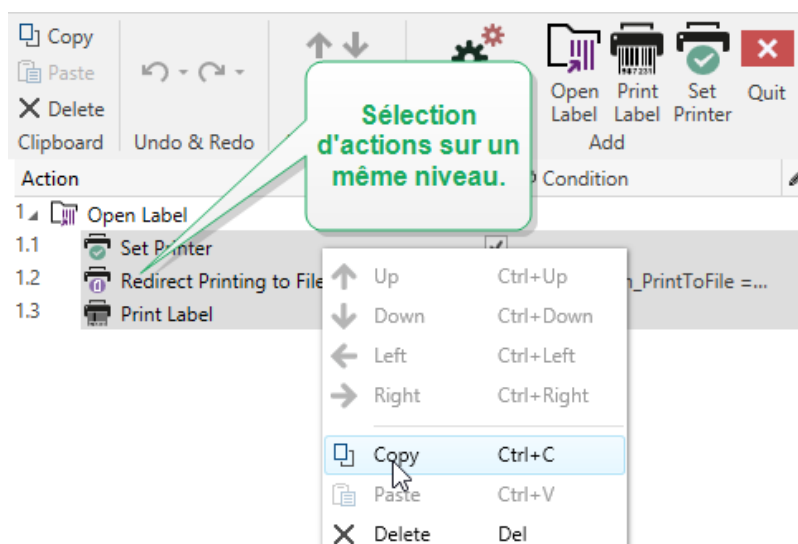 Copy
Paste
Delete
Clipboard
Undo & Redo
Open Label
Print Label
Set Printer
Quit
Add
Sélection
d'actions sur un
même niveau.
Action
Condition
1 Open Label
1.1 Set Printer
1.2 Redirect Printing to File
_PrintToFile =...
1.3 Print Label
Up Ctrl+Up
Down Ctrl+Down
Left Ctrl+Left
Right Ctrl+Right
Copy Ctrl+C
Paste Ctrl+V
Delete Del